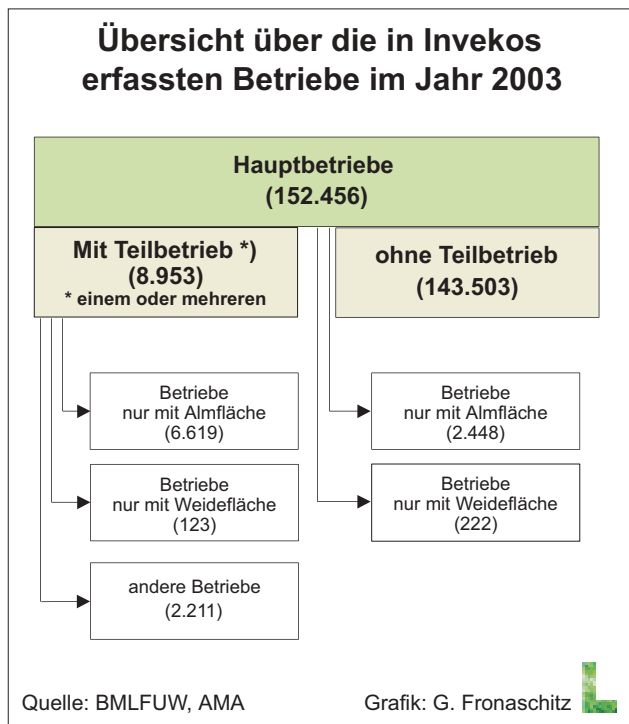 Übersicht über die in Invekos
erfassten Betriebe im Jahr 2003
Hauptbetriebe
(152.456)
Mit Teilbetrieb *)
(8.953)
* einem oder mehreren
ohne Teilbetrieb
(143.503)
Betriebe
nur mit Almfläche
(6.619)
Betriebe
nur mit Almfläche
(2.448)
Betriebe
nur mit Weidefläche
(123)
Betriebe
nur mit Weidefläche
(222)
andere Betriebe
(2.211)
Quelle: BMLFUW, AMA
Grafik: G. Fronaschitz